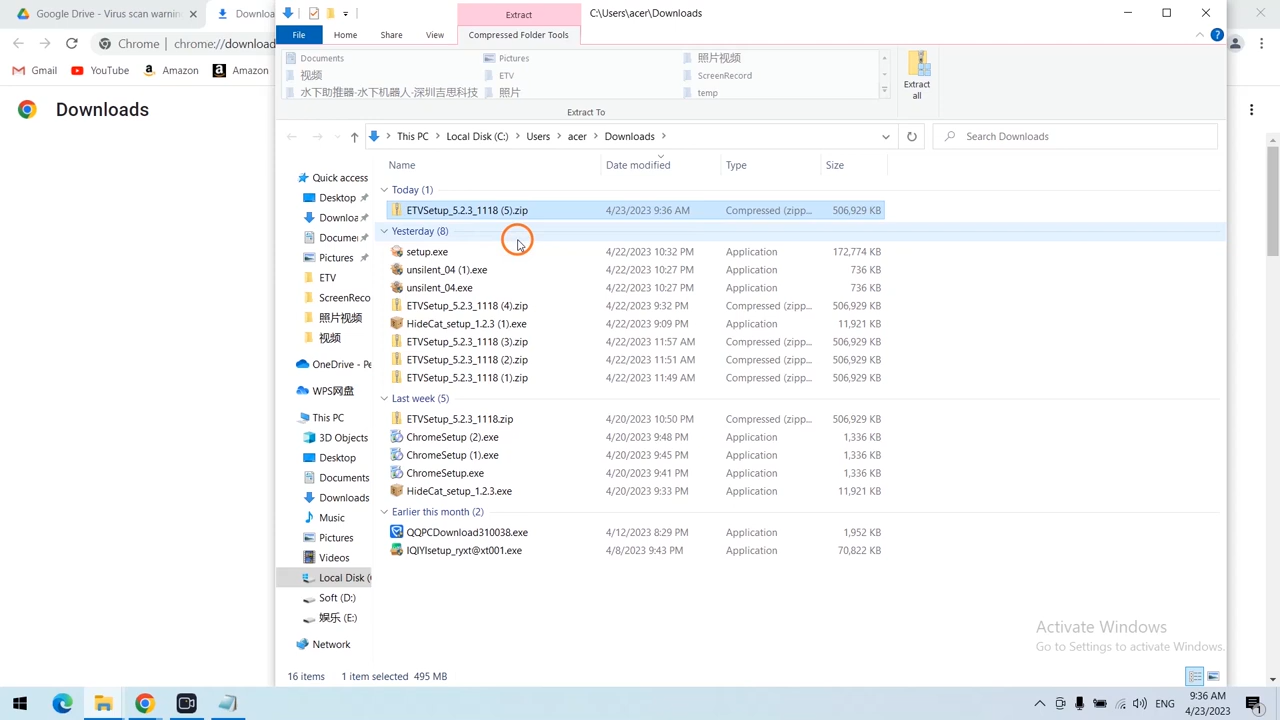 Google Drive - Virus scan warnin
Downloa
Chrome
chrome://downloa
Gmail
YouTube
Amazon
Amazon
Downloads
Extract
C:\Users\acer\Downloads
File
Home
Share
View
Compressed Folder Tools
Documents
Pictures
照片视频
视频
ETV
ScreenRecord
水下助推器-水下机器人-深圳吉思科技
照片
temp
Extract all
Extract To
This PC
Local Disk (C:)
Users
acer
Downloads
Search Downloads
Name
Date modified
Type
Size
Quick access
Desktop
Downloa
Docume
Pictures
ETV
ScreenReco
照片视频
视频
OneDrive - Pe
WPS网盘
This PC
3D Objects
Desktop
Documents
Downloads
Music
Pictures
Videos
Local Disk (
Soft (D:)
娱乐 (E:)
Network
Today (1)
ETVSetup_5.2.3_1118 (5).zip 4/23/2023 9:36 AM Compressed (zipp... 506,929 KB
Yesterday (8)
setup.exe 4/22/2023 10:32 PM Application 172,774 KB
unsilent_04 (1).exe 4/22/2023 10:27 PM Application 736 KB
unsilent_04.exe 4/22/2023 10:27 PM Application 736 KB
ETVSetup_5.2.3_1118 (4).zip 4/22/2023 9:32 PM Compressed (zipp... 506,929 KB
HideCat_setup_1.2.3 (1).exe 4/22/2023 9:09 PM Application 11,921 KB
ETVSetup_5.2.3_1118 (3).zip 4/22/2023 11:57 AM Compressed (zipp... 506,929 KB
ETVSetup_5.2.3_1118 (2).zip 4/22/2023 11:51 AM Compressed (zipp... 506,929 KB
ETVSetup_5.2.3_1118 (1).zip 4/22/2023 11:49 AM Compressed (zipp... 506,929 KB
Last week (5)
ETVSetup_5.2.3_1118.zip 4/20/2023 10:50 PM Compressed (zipp... 506,929 KB
ChromeSetup (2).exe 4/20/2023 9:48 PM Application 1,336 KB
ChromeSetup (1).exe 4/20/2023 9:45 PM Application 1,336 KB
ChromeSetup.exe 4/20/2023 9:41 PM Application 1,336 KB
HideCat_setup_1.2.3.exe 4/20/2023 9:33 PM Application 11,921 KB
Earlier this month (2)
QQPCDownload310038.exe 4/12/2023 8:29 PM Application 1,952 KB
IQIYIsetup_ryxt@xt001.exe 4/8/2023 9:43 PM Application 70,822 KB
Activate Windows
Go to Settings to activate Windows.
16 items
1 item selected 495 MB
ENG
9:36 AM
4/23/2023
1